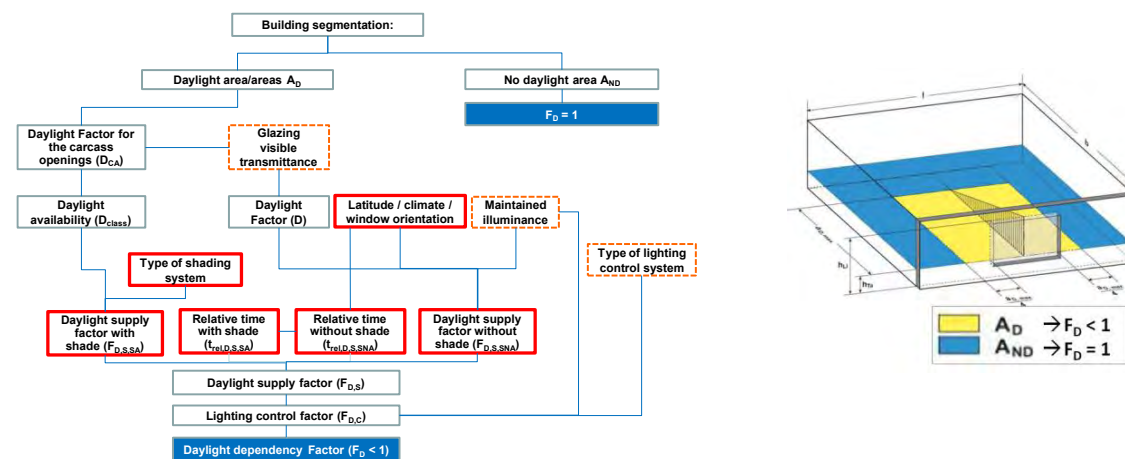 Building segmentation:
Daylight area/areas A_D
No daylight area A_ND
F_D = 1
Daylight Factor for
the carcass
openings (D_CA)
Glazing
visible
transmittance
Daylight
availability (D_class)
Daylight
Factor (D)
Latitude / climate /
window orientation
Maintained
illuminance
Type of lighting
control system
Type of shading
system
Daylight supply
factor with
shade (F_D,S,SA)
Relative time
with shade
(t_rel,D,S,SA)
Relative time
without shade
(t_rel,D,S,SNA)
Daylight supply
factor without
shade (F_D,S,SNA)
Daylight supply factor (F_D,S)
Lighting control factor (F_D,C)
Daylight dependency Factor (F_D < 1)
l
b
A_D → F_D < 1
A_ND → F_D = 1